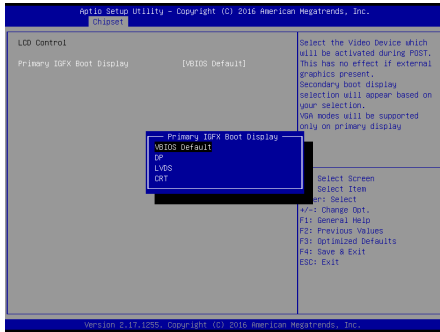 Aptio Setup Utility – Copyright (C) 2016 American Megatrends, Inc.
Chipset
LCD Control
Primary IGFX Boot Display [VBIOS Default]
Select the Video Device which
will be activated during POST.
This has no effect if external
graphics present.
Secondary boot display
selection will appear based on
your selection.
VGA modes will be supported
only on primary display
Primary IGFX Boot Display
VBIOS Default
DP
LVDS
CRT
Select Screen
Select Item
er: Select
+/-: Change Opt.
F1: General Help
F2: Previous Values
F3: Optimized Defaults
F4: Save & Exit
ESC: Exit
Version 2.17.1255. Copyright (C) 2016 American Megatrends, Inc.